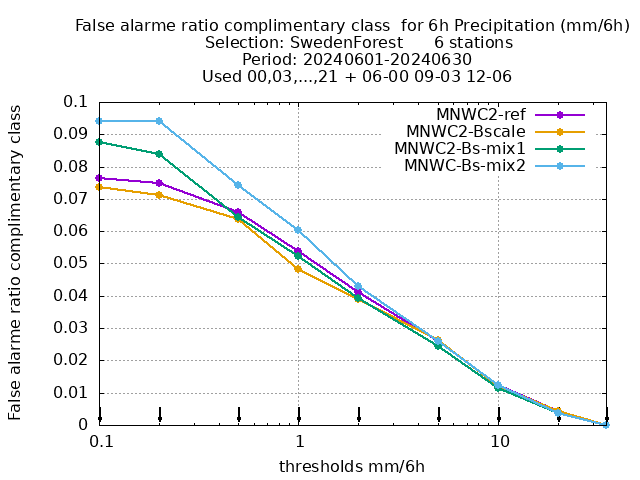 False alarme ratio complimentary class  for 6h Precipitation (mm/6h)
Selection: SwedenForest      6 stations
Period: 20240601-20240630
Used 00,03,...,21 + 06-00 09-03 12-06
False alarme ratio complimentary class
0.1
0.09
0.08
0.07
0.06
0.05
0.04
0.03
0.02
0.01
0
MNWC2-ref
MNWC2-Bscale
MNWC2-Bs-mix1
MNWC-Bs-mix2
0.1 1 10
thresholds mm/6h